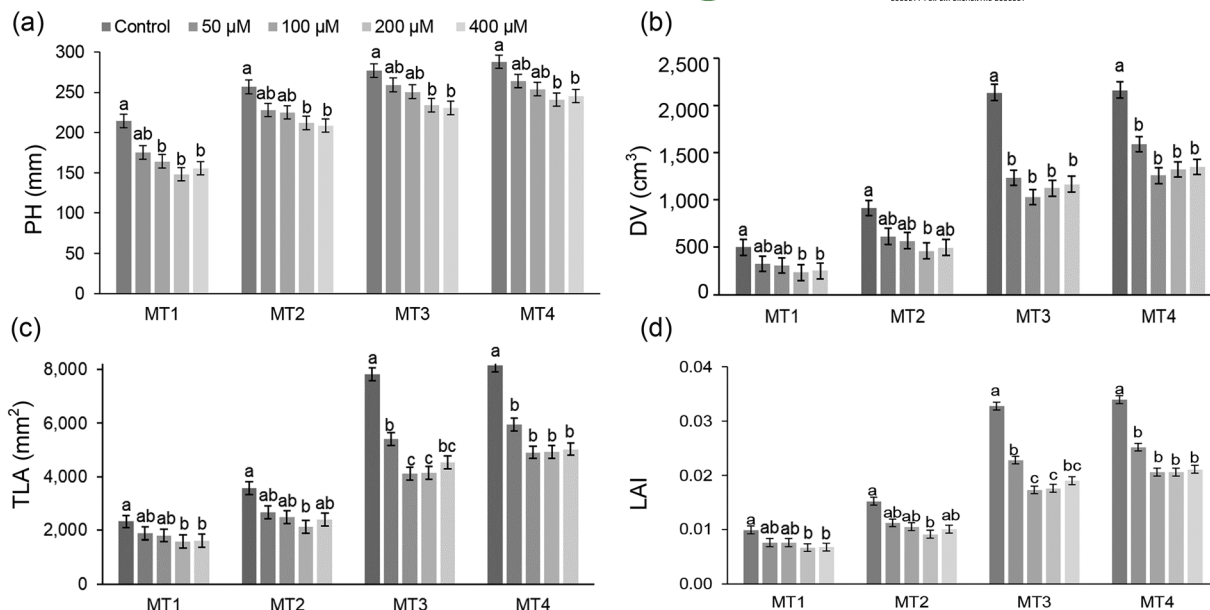 (a)
Control 50 µM 100 µM 200 µM 400 µM
300
250
200
150
100
50
0
PH (mm)
a ab b b b
a ab ab b b
a ab ab b b
a ab ab b b
MT1 MT2 MT3 MT4
(b)
2,500
2,000
1,500
1,000
500
0
DV (cm³)
a ab ab b b
a ab ab b ab
a b b b b
a b b b b
MT1 MT2 MT3 MT4
(c)
8,000
6,000
4,000
2,000
0
TLA (mm²)
a ab ab b b
a ab ab b ab
a b c c bc
a b b b b
MT1 MT2 MT3 MT4
(d)
0.04
0.03
0.02
0.01
0.00
LAI
a ab ab b b
a ab ab b ab
a b c c bc
a b b b b
MT1 MT2 MT3 MT4